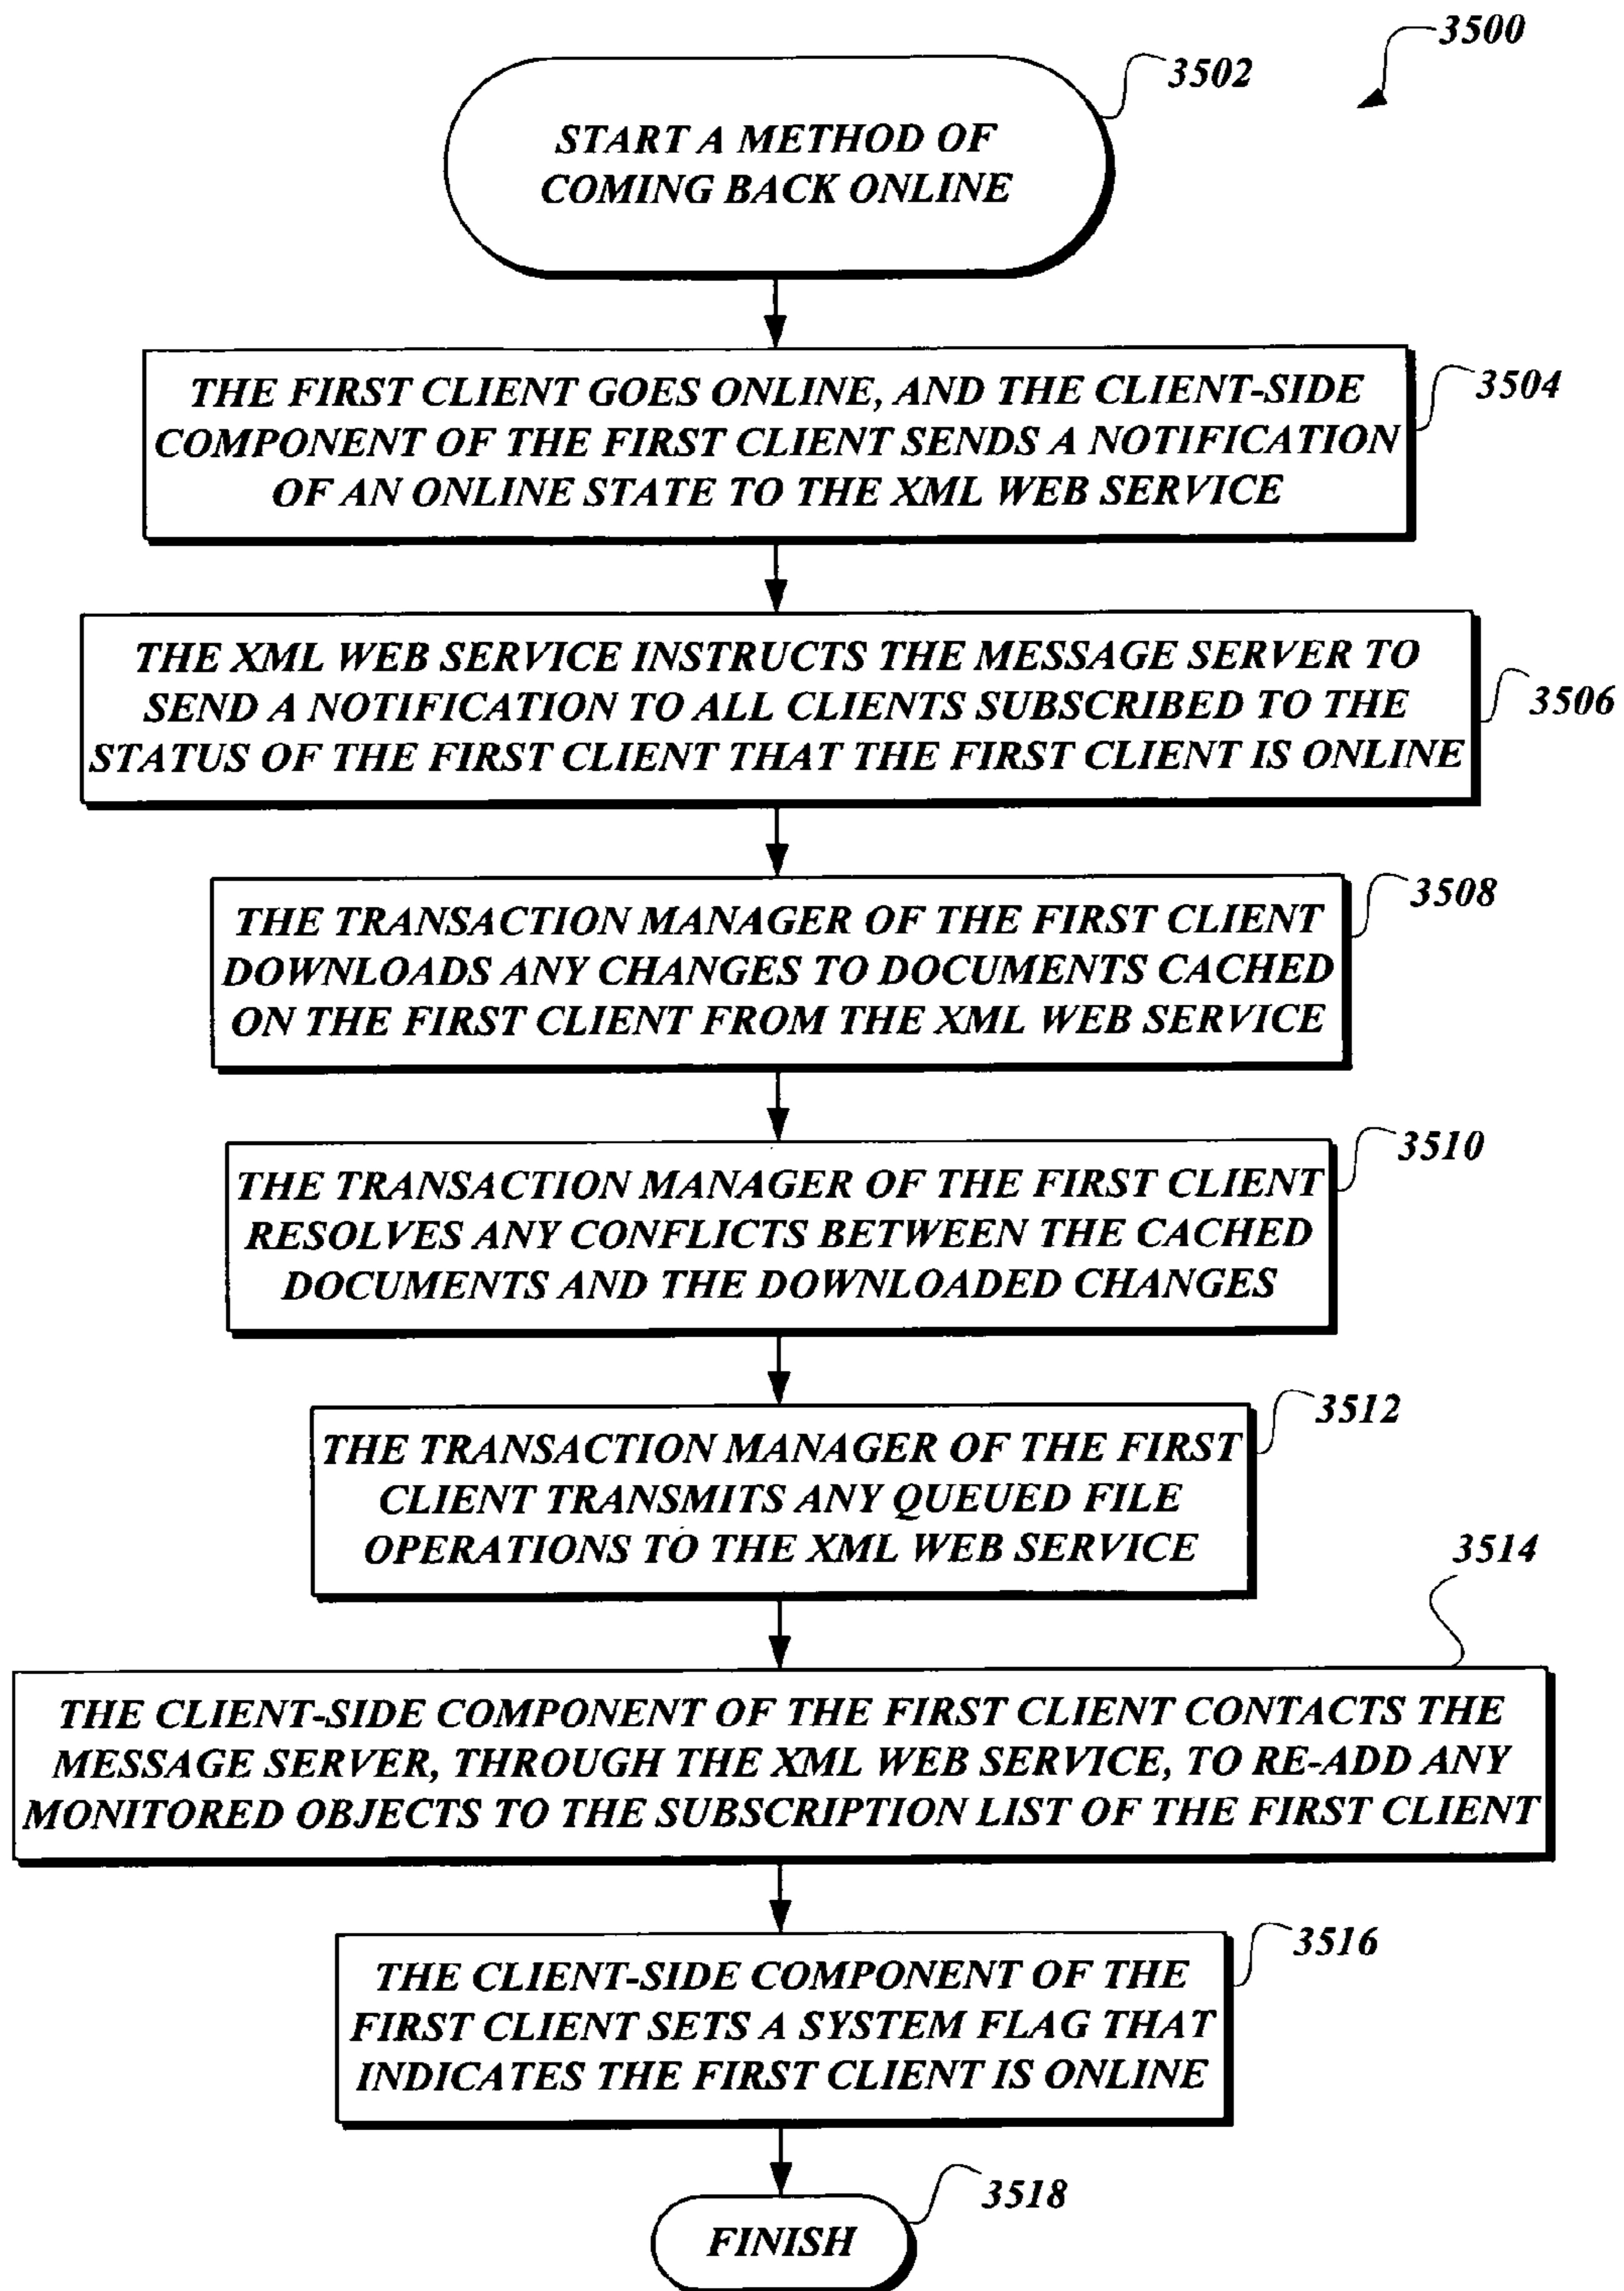 3500
3502
START A METHOD OF
COMING BACK ONLINE
3504
THE FIRST CLIENT GOES ONLINE, AND THE CLIENT-SIDE
COMPONENT OF THE FIRST CLIENT SENDS A NOTIFICATION
OF AN ONLINE STATE TO THE XML WEB SERVICE
3506
THE XML WEB SERVICE INSTRUCTS THE MESSAGE SERVER TO
SEND A NOTIFICATION TO ALL CLIENTS SUBSCRIBED TO THE
STATUS OF THE FIRST CLIENT THAT THE FIRST CLIENT IS ONLINE
3508
THE TRANSACTION MANAGER OF THE FIRST CLIENT
DOWNLOADS ANY CHANGES TO DOCUMENTS CACHED
ON THE FIRST CLIENT FROM THE XML WEB SERVICE
3510
THE TRANSACTION MANAGER OF THE FIRST CLIENT
RESOLVES ANY CONFLICTS BETWEEN THE CACHED
DOCUMENTS AND THE DOWNLOADED CHANGES
3512
THE TRANSACTION MANAGER OF THE FIRST
CLIENT TRANSMITS ANY QUEUED FILE
OPERATIONS TO THE XML WEB SERVICE
3514
THE CLIENT-SIDE COMPONENT OF THE FIRST CLIENT CONTACTS THE
MESSAGE SERVER, THROUGH THE XML WEB SERVICE, TO RE-ADD ANY
MONITORED OBJECTS TO THE SUBSCRIPTION LIST OF THE FIRST CLIENT
3516
THE CLIENT-SIDE COMPONENT OF THE
FIRST CLIENT SETS A SYSTEM FLAG THAT
INDICATES THE FIRST CLIENT IS ONLINE
3518
FINISH